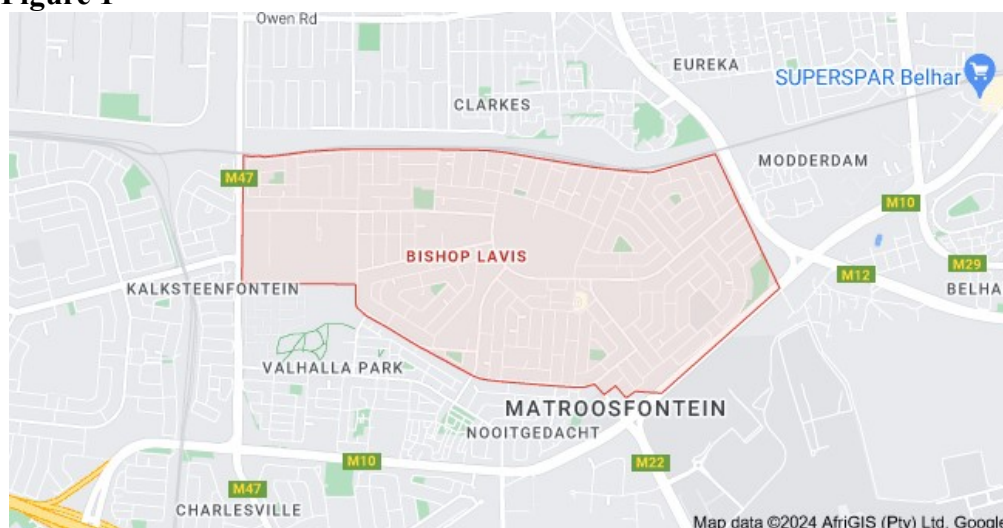 Figure 1
Owen Rd
EUREKA
SUPERSPAR Belhar
CLARKES
MODDERDAM
M47
M10
BISHOP LAVIS
M29
M12
KALKSTEENFONTEIN
BELHA
VALHALLA PARK
MATROOSFONTEIN
NOOITGEDACHT
M10
M22
M47
CHARLESVILLE
Map data ©2024 AfriGIS (Pty) Ltd, Google